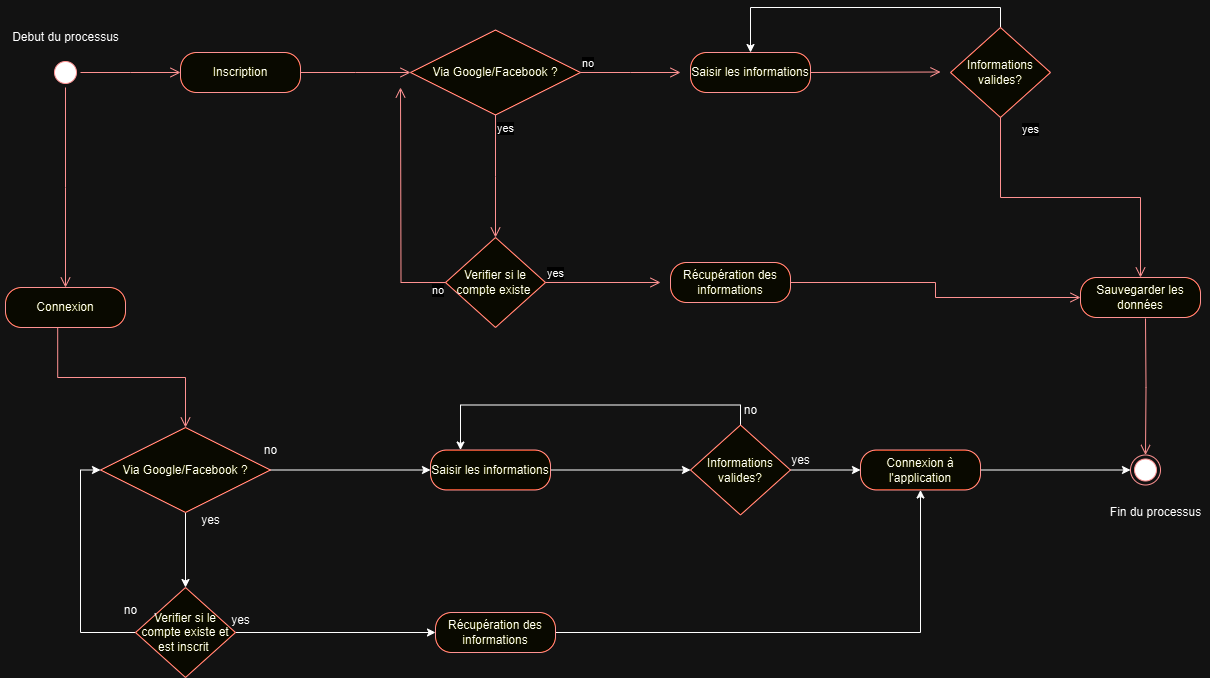 Debut du processus
Inscription
Via Google/Facebook ?
no
Saisir les informations
Informations
valides?
yes
yes
Verifier si le
compte existe
no
yes
Récupération des
informations
Sauvegarder les
données
Connexion
Via Google/Facebook ?
no
yes
Saisir les informations
no
Informations
valides?
yes
Connexion à
l'application
Fin du processus
no
Verifier si le
compte existe et
est inscrit
yes
Récupération des
informations